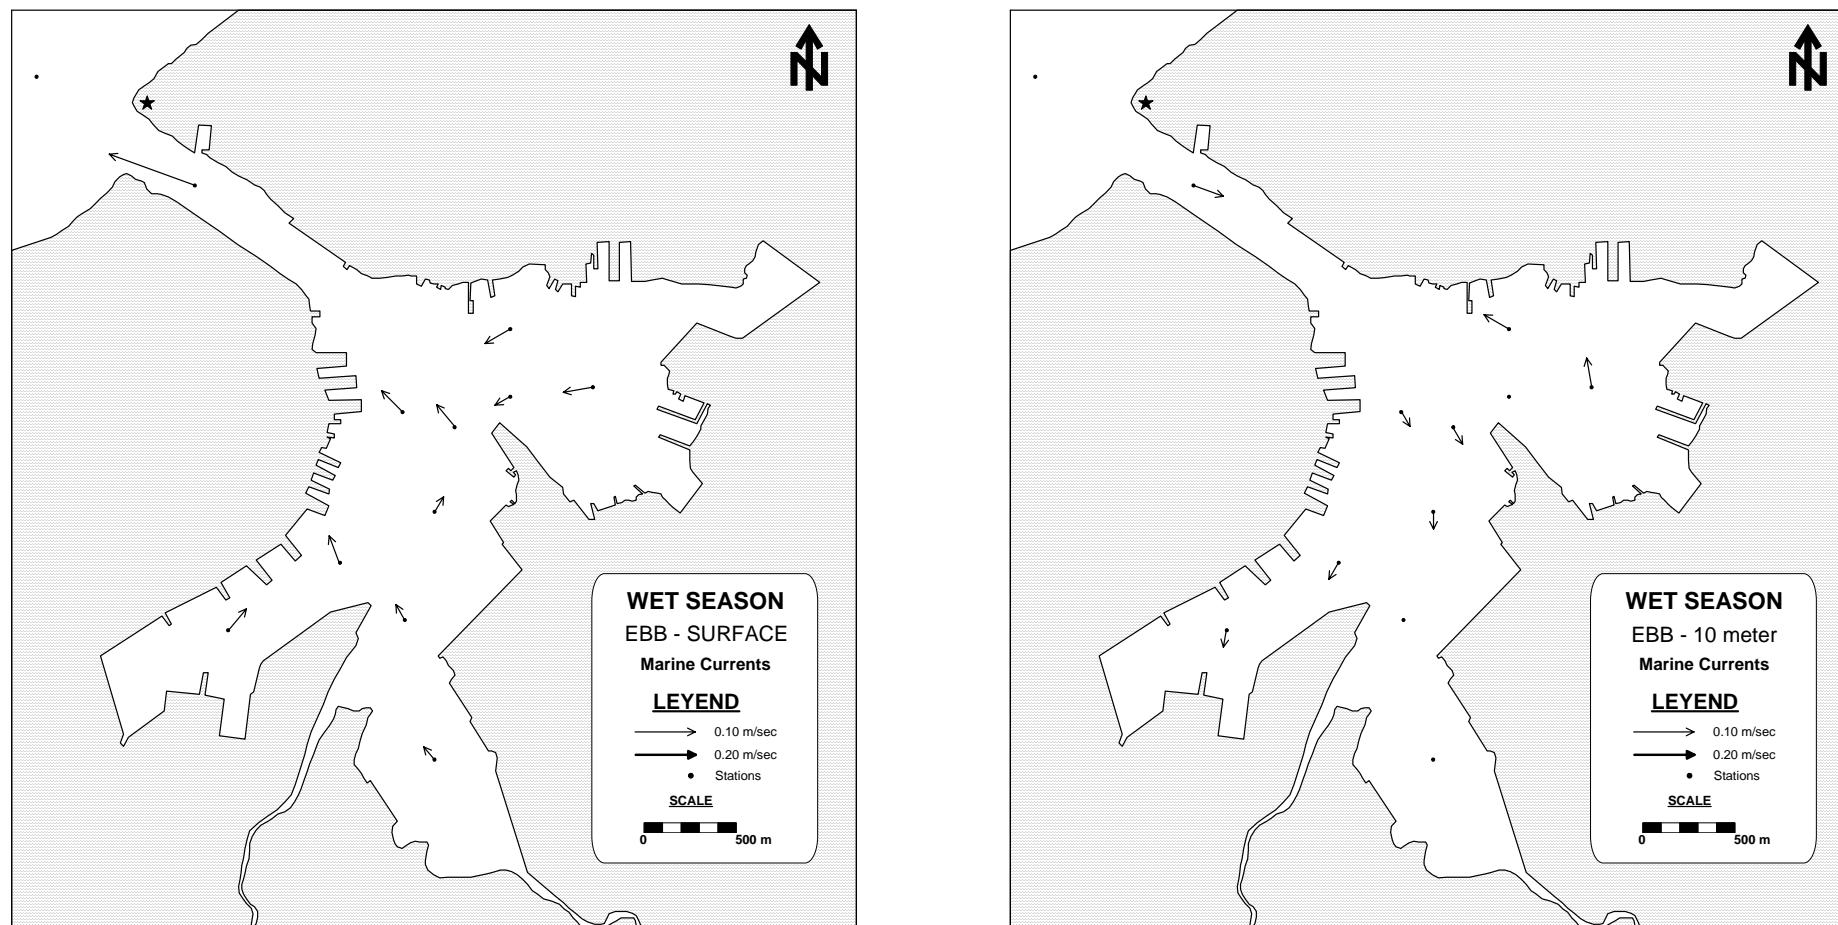 N
WET SEASON
EBB - SURFACE
Marine Currents
LEYEND
0.10 m/sec
0.20 m/sec
Stations
SCALE
0 500 m
N
WET SEASON
EBB - 10 meter
Marine Currents
LEYEND
0.10 m/sec
0.20 m/sec
Stations
SCALE
0 500 m